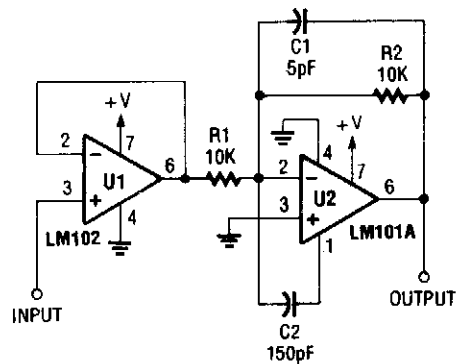 C1
5pF
R2
10K
+V
2
7
R1
10K
6
U1
3
4
LM102
INPUT
+V
4
7
2
U2
6
3
LM101A
1
C2
150pF
OUTPUT